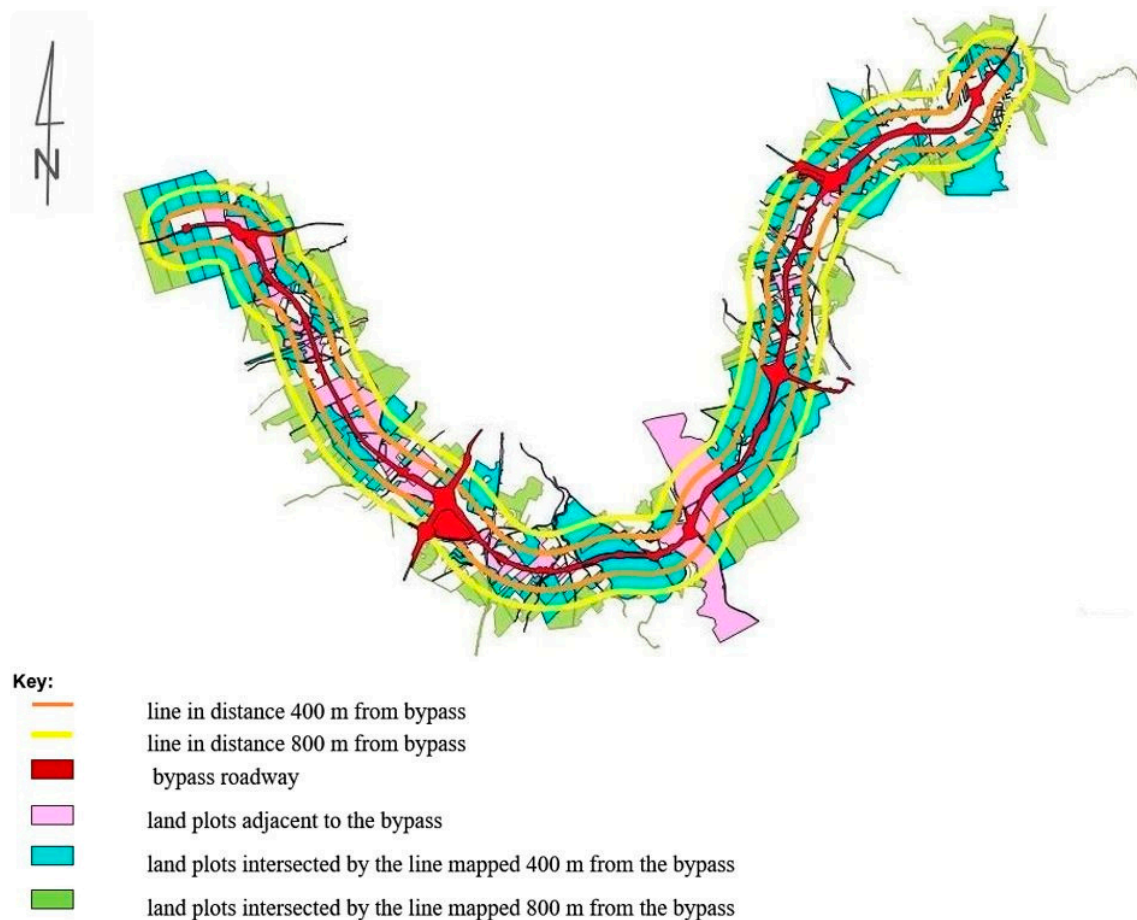 N
Key:
line in distance 400 m from bypass
line in distance 800 m from bypass
bypass roadway
land plots adjacent to the bypass
land plots intersected by the line mapped 400 m from the bypass
land plots intersected by the line mapped 800 m from the bypass